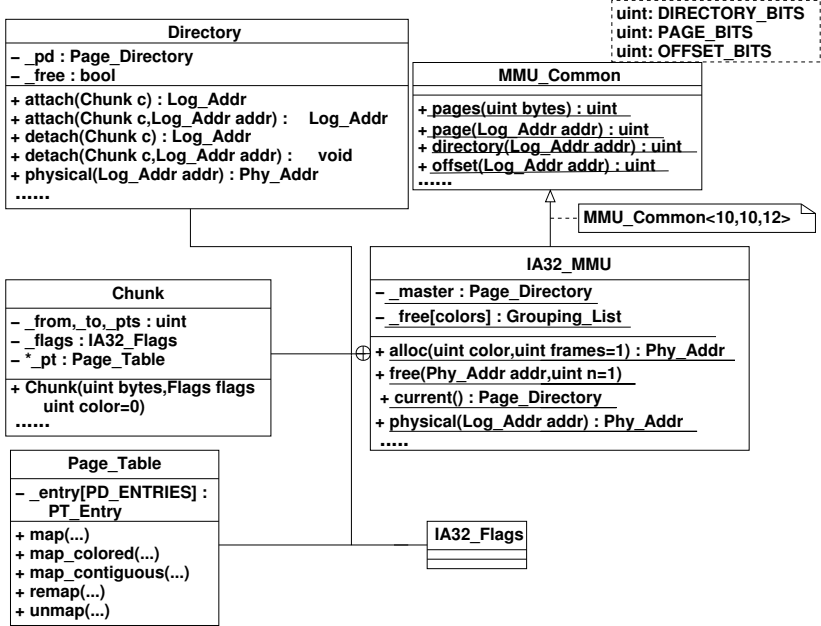 uint: DIRECTORY_BITS
uint: PAGE_BITS
uint: OFFSET_BITS
Directory
– _pd : Page_Directory
– _free : bool
+ attach(Chunk c) : Log_Addr
+ attach(Chunk c,Log_Addr addr) : Log_Addr
+ detach(Chunk c) : Log_Addr
+ detach(Chunk c,Log_Addr addr) : void
+ physical(Log_Addr addr) : Phy_Addr
......
MMU_Common
+ pages(uint bytes) : uint
+ page(Log_Addr addr) : uint
+ directory(Log_Addr addr) : uint
+ offset(Log_Addr addr) : uint
......
MMU_Common<10,10,12>
IA32_MMU
– _master : Page_Directory
– _free[colors] : Grouping_List
+ alloc(uint color,uint frames=1) : Phy_Addr
+ free(Phy_Addr addr,uint n=1)
+ current() : Page_Directory
+ physical(Log_Addr addr) : Phy_Addr
.....
Chunk
– _from,_to,_pts : uint
– _flags : IA32_Flags
– *_pt : Page_Table
+ Chunk(uint bytes,Flags flags
uint color=0)
......
Page_Table
– _entry[PD_ENTRIES] :
PT_Entry
+ map(...)
+ map_colored(...)
+ map_contiguous(...)
+ remap(...)
+ unmap(...)
IA32_Flags